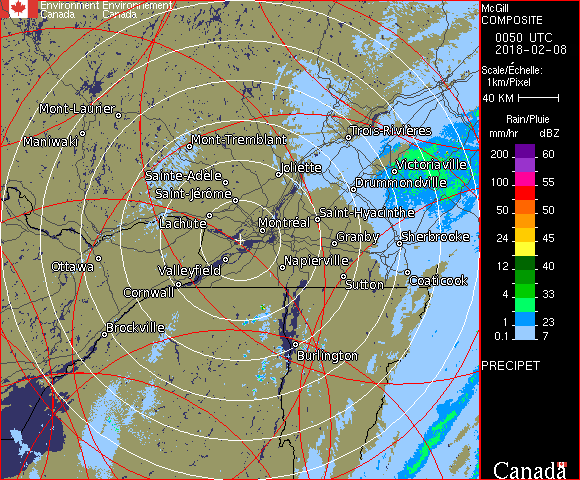 Environment Environnement
Canada Canada
McGill
COMPOSITE
0050 UTC
2018-02-08
Scale/Échelle:
1km/Pixel
40 KM
Rain/Pluie
mm/hr dBZ
200 60
100 55
50 50
24 45
12 40
4 33
1 23
0.1 7
PRECIPET
Mont-Laurier
Maniwaki
Mont-Tremblant
Trois-Rivières
Joliette
Victoriaville
Sainte-Adèle
Drummondville
Saint-Jérôme
Lachute
Montréal
Saint-Hyacinthe
Granby
Sherbrooke
Ottawa
Valleyfield
Napierville
Cornwall
Sutton
Coaticook
Brockville
Burlington
Canada